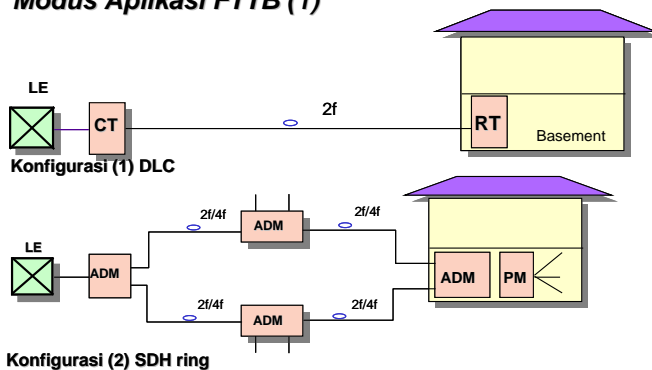 Modus Aplikasi FTTB (1)
LE
CT
2f
RT
Basement
Konfigurasi (1) DLC
2f/4f
ADM
2f/4f
LE
ADM
ADM
PM
2f/4f
ADM
2f/4f
Konfigurasi (2) SDH ring